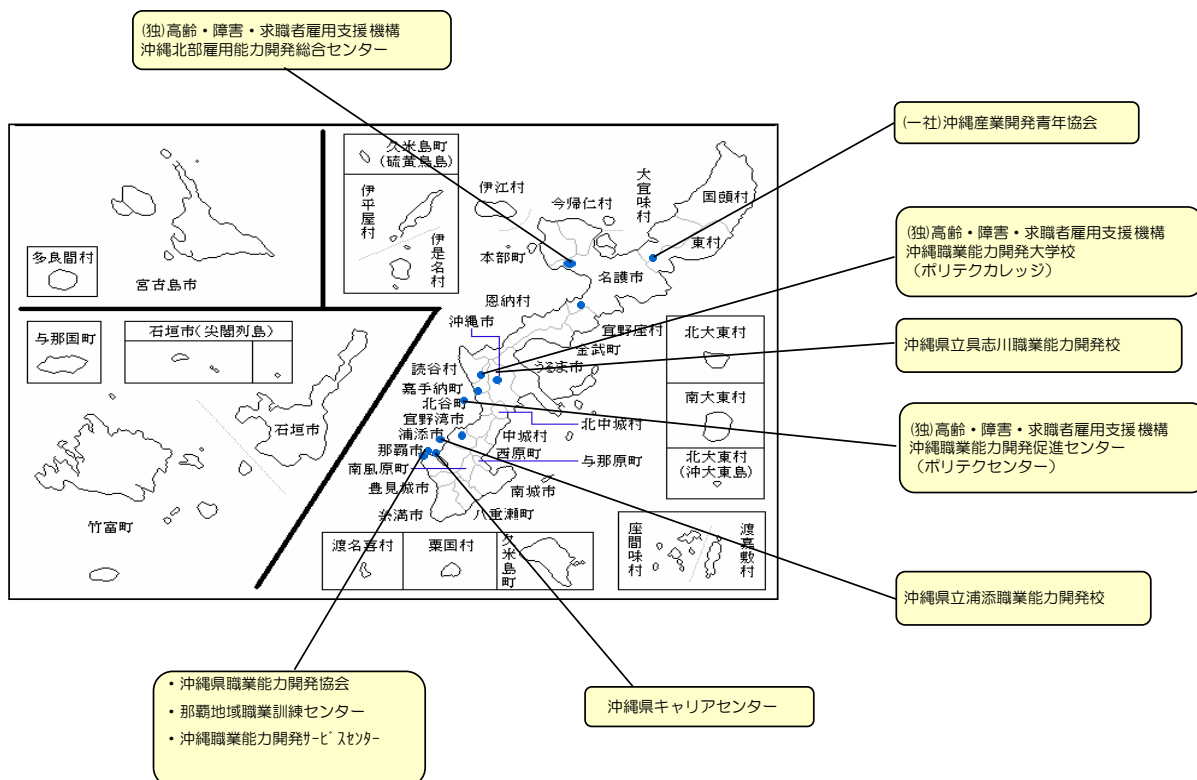 (独)高齢・障害・求職者雇用支援機構
沖縄北部雇用能力開発総合センター
(一社)沖縄産業開発青年協会
(独)高齢・障害・求職者雇用支援機構
沖縄職業能力開発大学校
（ポリテクカレッジ）
沖縄県立具志川職業能力開発校
(独)高齢・障害・求職者雇用支援機構
沖縄職業能力開発促進センター
（ポリテクセンター）
沖縄県立浦添職業能力開発校
沖縄県キャリアセンター
・沖縄県職業能力開発協会
・那覇地域職業訓練センター
・沖縄職業能力開発ｻｰﾋﾞｽｾﾝﾀｰ
多良間村
宮古島市
久米島町
(硫黄鳥島)
伊平屋村
伊是名村
伊江村
今帰仁村
大宜味村
国頭村
東村
本部町
名護市
恩納村
宜野座村
金武町
沖縄市
うるま市
読谷村
嘉手納町
北谷町
宜野湾市
北中城村
中城村
浦添市
西原町
那覇市
与那原町
南風原町
豊見城市
南城市
糸満市
八重瀬町
与那国町
石垣市(尖閣列島)
石垣市
竹富町
北大東村
南大東村
北大東村
(沖大東島)
渡名喜村
粟国村
久米島町
座間味村
渡嘉敷村